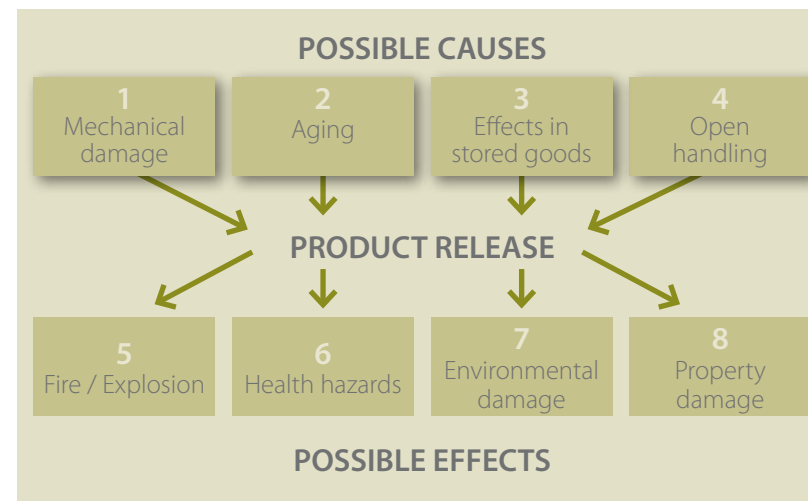 POSSIBLE CAUSES
1
Mechanical
damage
2
Aging
3
Effects in
stored goods
4
Open
handling
PRODUCT RELEASE
5
Fire / Explosion
6
Health hazards
7
Environmental
damage
8
Property
damage
POSSIBLE EFFECTS